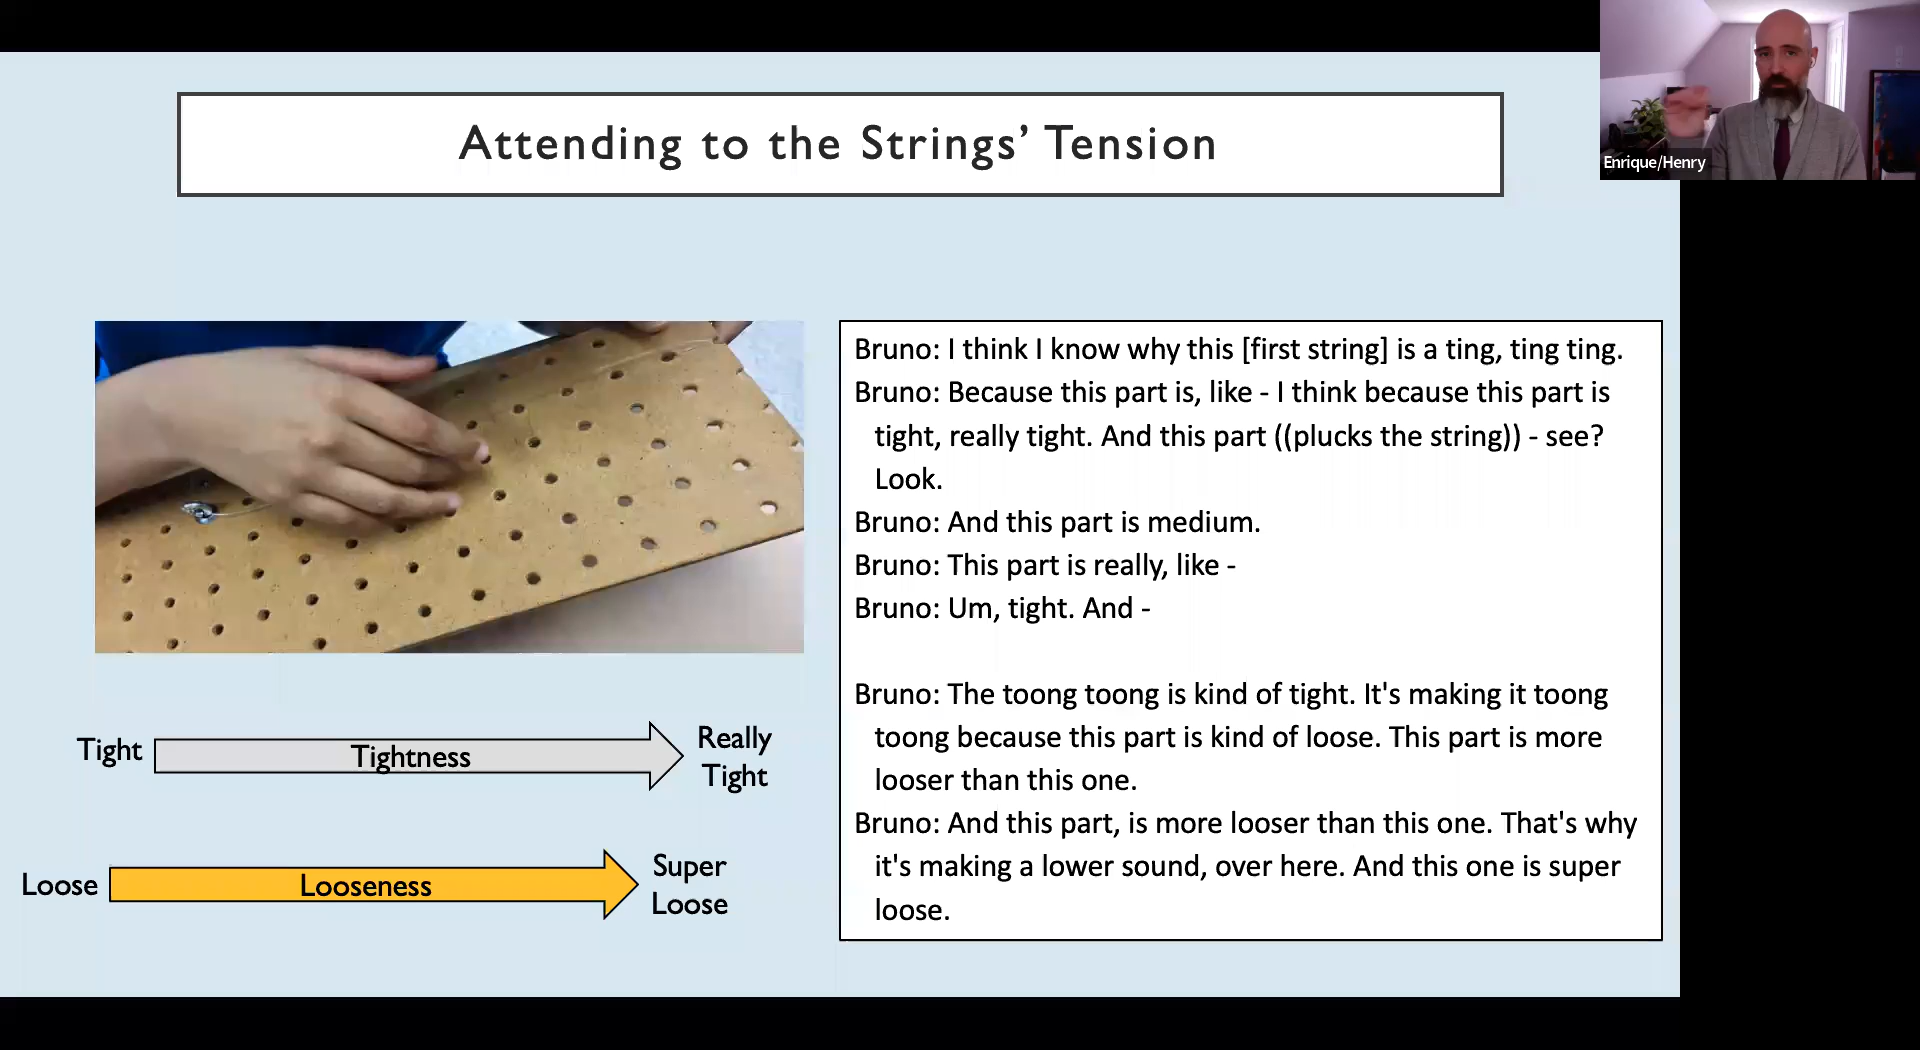 Attending to the Strings’ Tension
Enrique/Henry
Bruno: I think I know why this [first string] is a ting, ting ting.
Bruno: Because this part is, like - I think because this part is
tight, really tight. And this part ((plucks the string)) - see?
Look.
Bruno: And this part is medium.
Bruno: This part is really, like -
Bruno: Um, tight. And -
Bruno: The toong toong is kind of tight. It's making it toong
toong because this part is kind of loose. This part is more
looser than this one.
Bruno: And this part, is more looser than this one. That's why
it's making a lower sound, over here. And this one is super
loose.
Tight
Tightness
Really
Tight
Loose
Looseness
Super
Loose